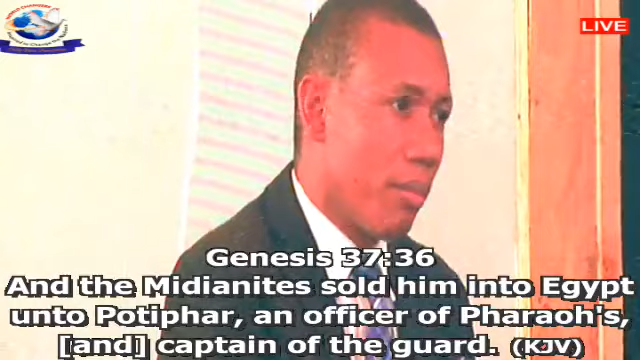 LIVE
Genesis 37:36
And the Midianites sold him into Egypt
unto Potiphar, an officer of Pharaoh's,
[and] captain of the guard. (KJV)